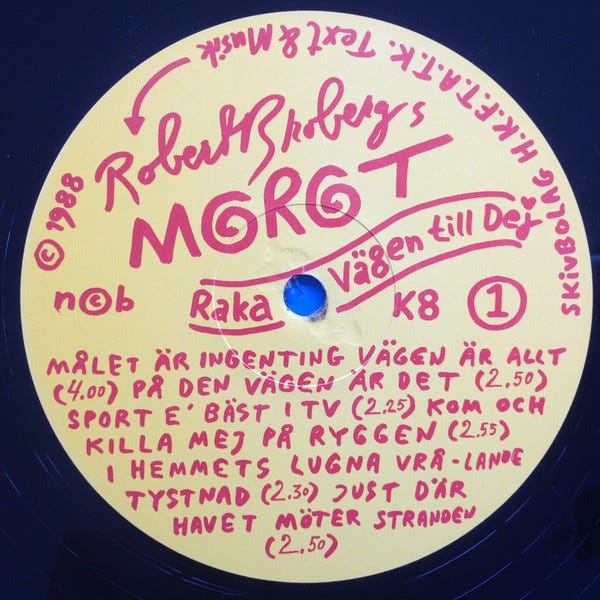 SKIVBOLAG H.K.F.T.A.T.K. Text & Musik
Robert Brobergs
© 1988
MOROT
Raka Vägen till Dej
n©b
K8 1
MÅLET ÄR INGENTING VÄGEN ÄR ALLT
(4.00) PÅ DEN VÄGEN ÄR DET (2.50)
SPORT E' BÄST I TV (2.25) KOM OCH
KILLA MEJ PÅ RYGGEN (2.55)
I HEMMETS LUGNA VRÅ-LANDE
TYSTNAD (2.30) JUST DÄR
HAVET MÖTER STRANDEN
(2.50)